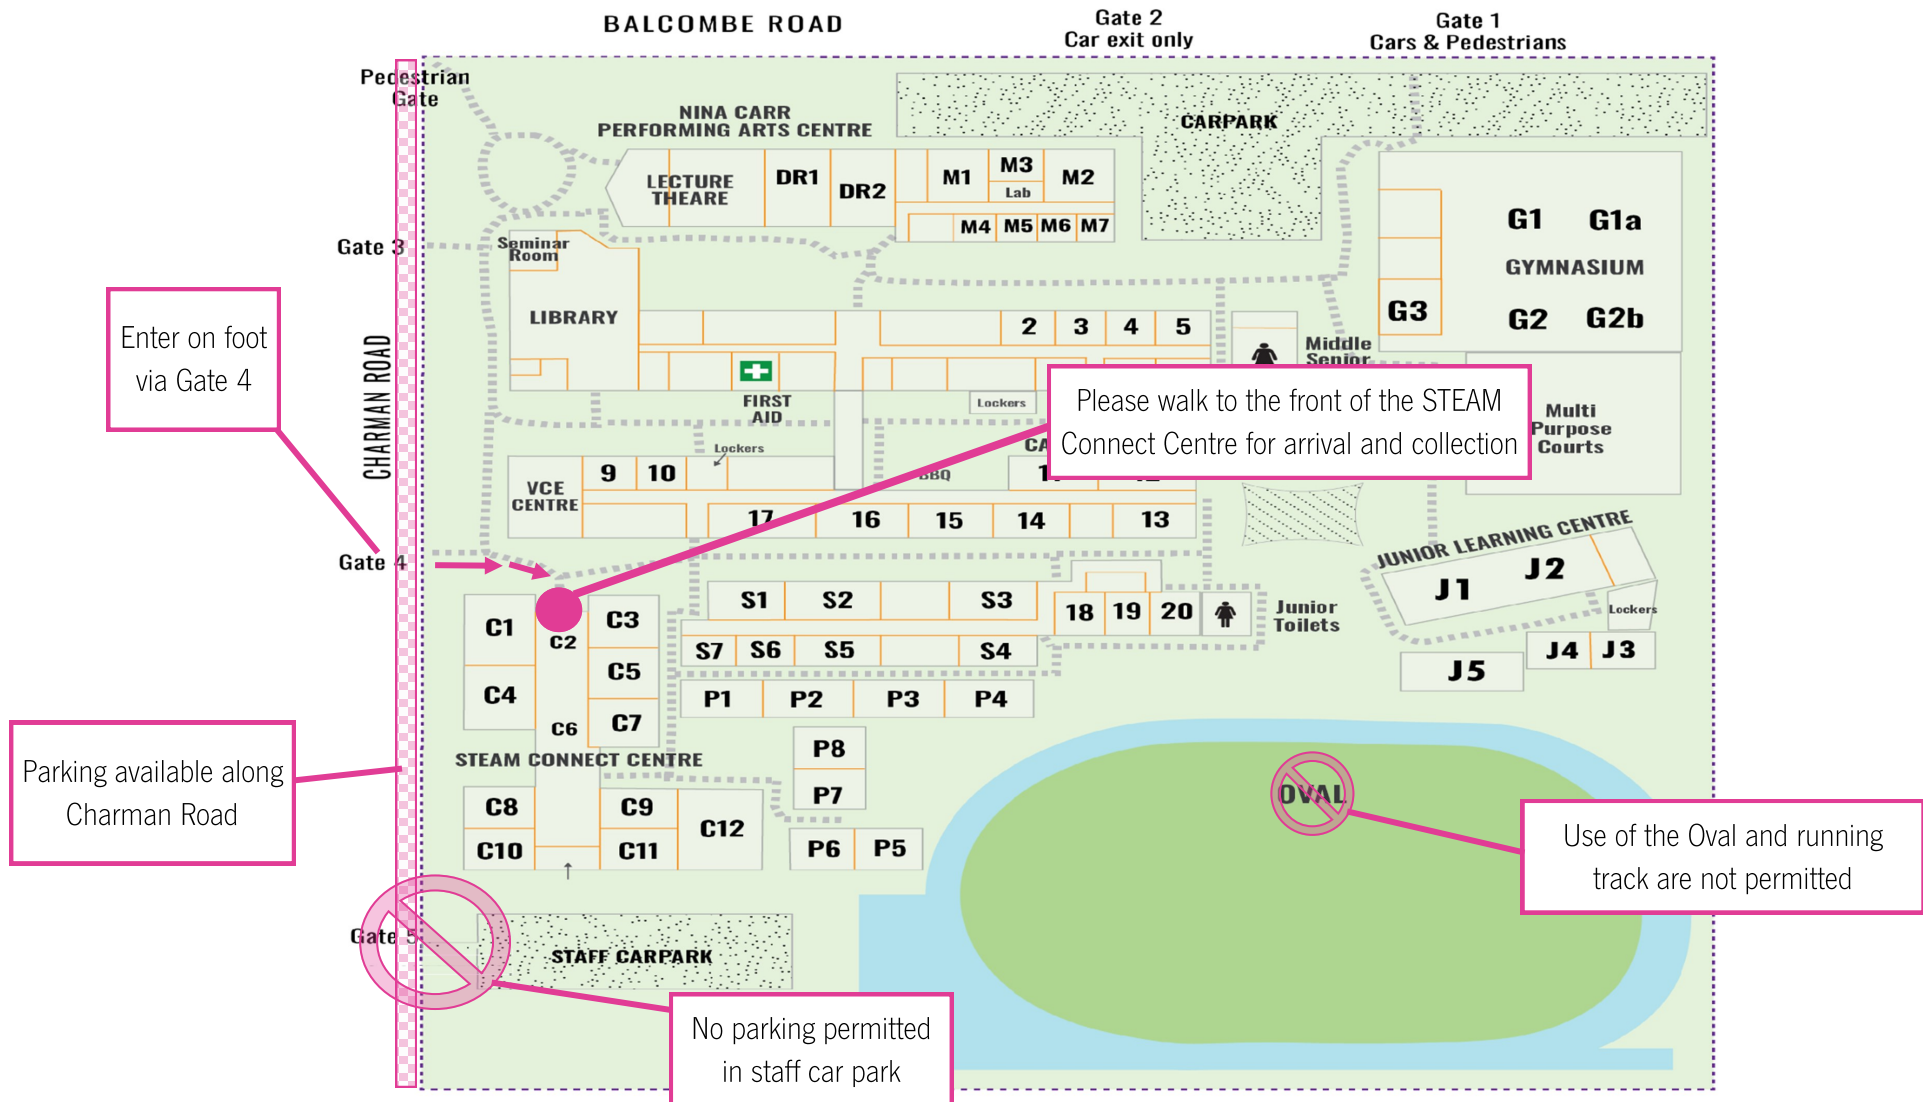 BALCOMBE ROAD
Gate 2
Car exit only
Gate 1
Cars & Pedestrians
Pedestrian
Gate
NINA CARR
PERFORMING ARTS CENTRE
CARPARK
LECTURE
THEARE
DR1
DR2
M1
M3
Lab
M2
M4
M5
M6
M7
G1
G1a
GYMNASIUM
G3
G2
G2b
Gate 3
Seminar
Room
LIBRARY
2
3
4
5
Middle
Senior
FIRST
AID
Lockers
Enter on foot
via Gate 4
CHARMAN ROAD
Please walk to the front of the STEAM
Connect Centre for arrival and collection
Multi
Purpose
Courts
CA
Lockers
VCE
CENTRE
9
10
BBQ
17
16
15
14
13
Gate 4
JUNIOR LEARNING CENTRE
J1
J2
Lockers
J4
J3
J5
C1
C2
C3
C4
C5
C6
C7
S1
S2
S3
S7
S6
S5
S4
18
19
20
Junior
Toilets
P1
P2
P3
P4
P8
P7
P6
P5
STEAM CONNECT CENTRE
C8
C9
C10
C11
C12
Parking available along
Charman Road
OVAL
Use of the Oval and running
track are not permitted
Gate 5
STAFF CARPARK
No parking permitted
in staff car park